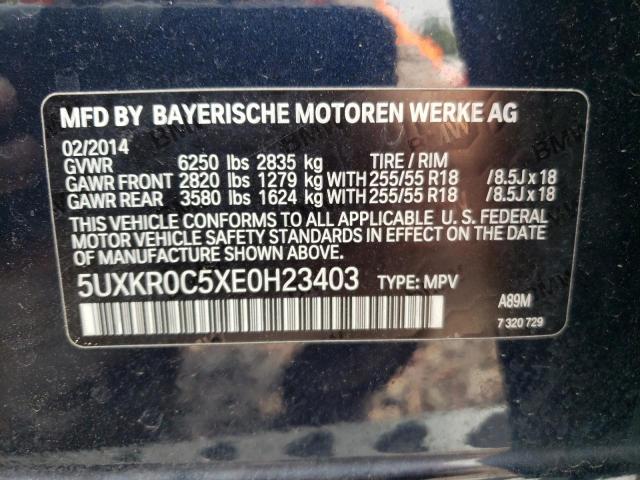 MFD BY BAYERISCHE MOTOREN WERKE AG
02/2014
GVWR 6250 lbs 2835 kg TIRE / RIM
GAWR FRONT 2820 lbs 1279 kg WITH 255/55 R18 /8.5J x 18
GAWR REAR 3580 lbs 1624 kg WITH 255/55 R18 /8.5J x 18
THIS VEHICLE CONFORMS TO ALL APPLICABLE U. S. FEDERAL
MOTOR VEHICLE SAFETY STANDARDS IN EFFECT ON THE DATE OF
MANUFACTURE SHOWN ABOVE.
5UXKR0C5XE0H23403 TYPE: MPV
A89M
7 320 729